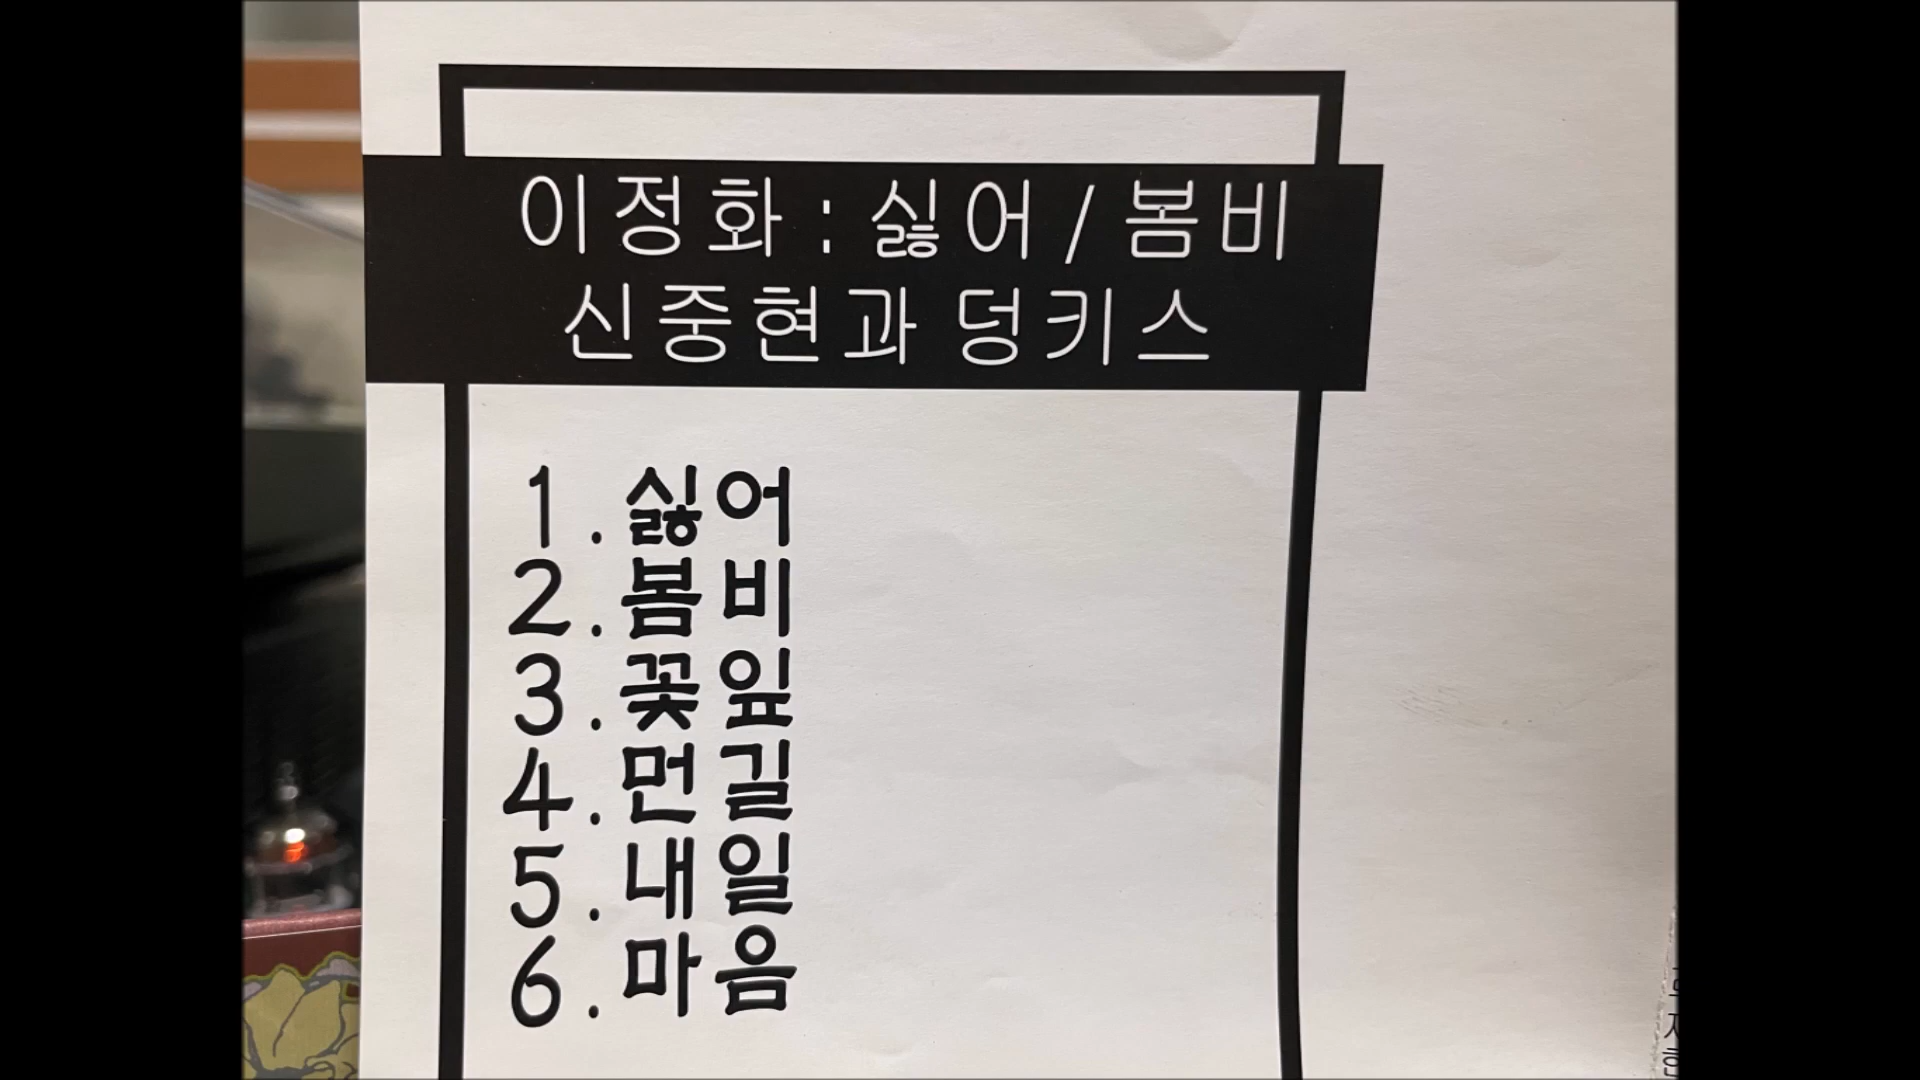 이정화 : 싫어 / 봄비
신중현과 덩키스
1. 싫어
2. 봄비
3. 꽃잎
4. 먼길
5. 내일
6. 마음